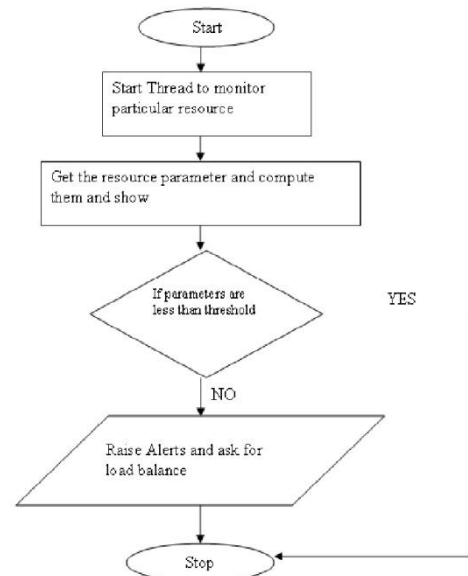 Start
Start Thread to monitor
particular resource
Get the resource parameter and compute
them and show
If parameters are
less than threshold
YES
NO
Raise Alerts and ask for
load balance
Stop